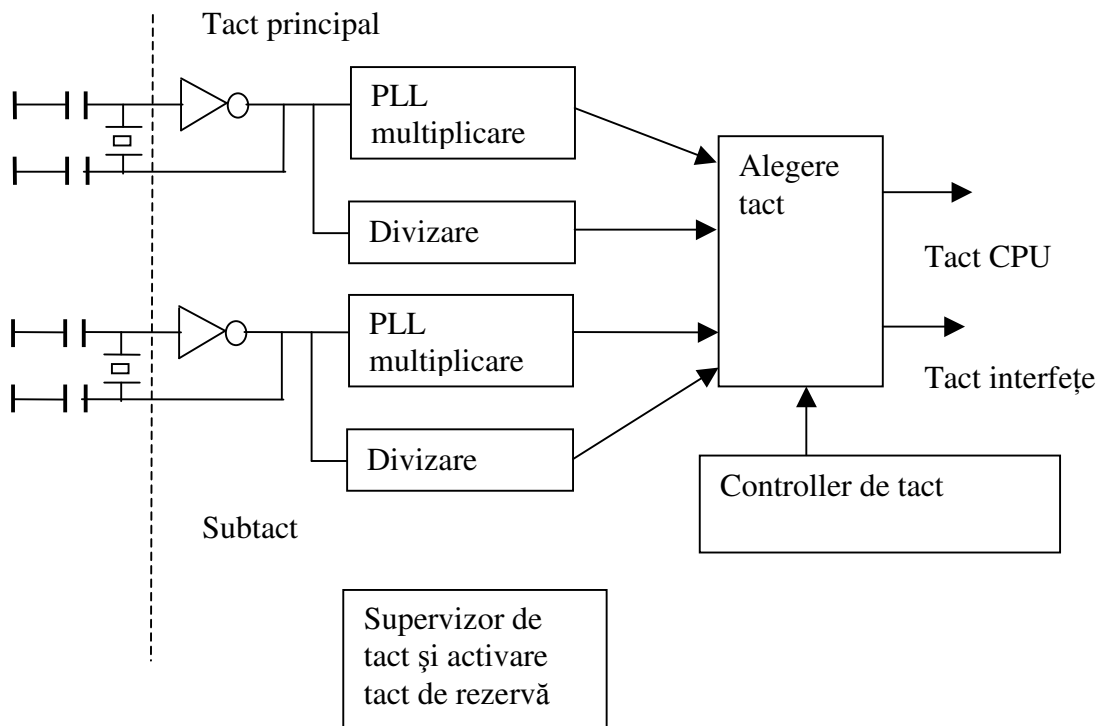 Tact principal
PLL
multiplicare
Alegere
tact
Divizare
Tact CPU
PLL
multiplicare
Tact interfețe
Divizare
Controller de tact
Subtact
Supervizor de
tact şi activare
tact de rezervă